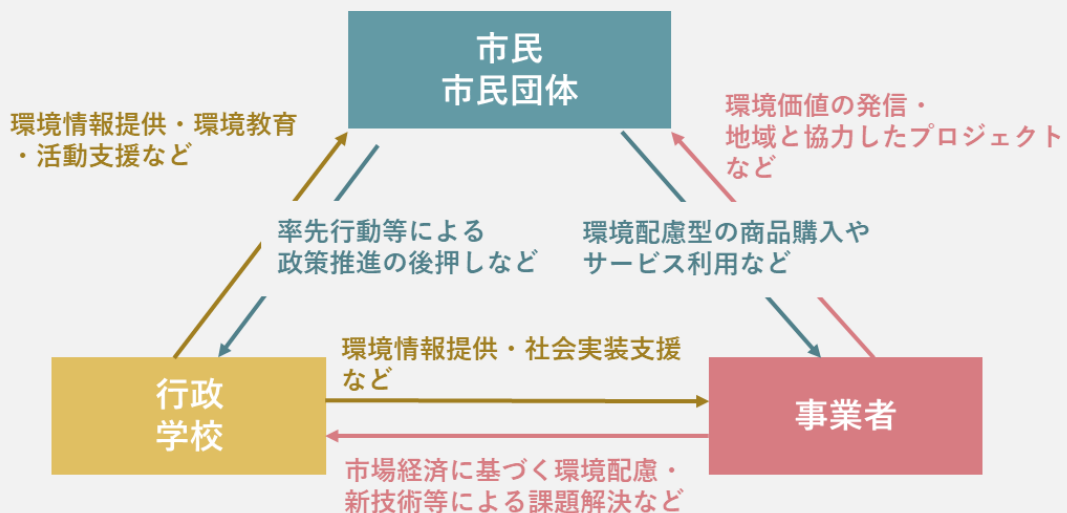 市民
市民団体
環境情報提供・環境教育
・活動支援など
環境価値の発信・
地域と協力したプロジェクト
など
率先行動等による
政策推進の後押しなど
環境配慮型の商品購入や
サービス利用など
環境情報提供・社会実装支援
など
行政
学校
事業者
市場経済に基づく環境配慮・
新技術等による課題解決など